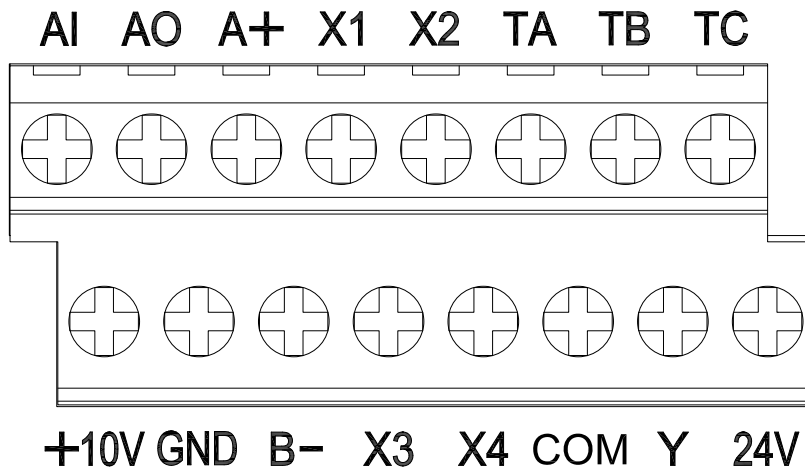 AI AO A+ X1 X2 TA TB TC
+10V GND B- X3 X4 COM Y 24V